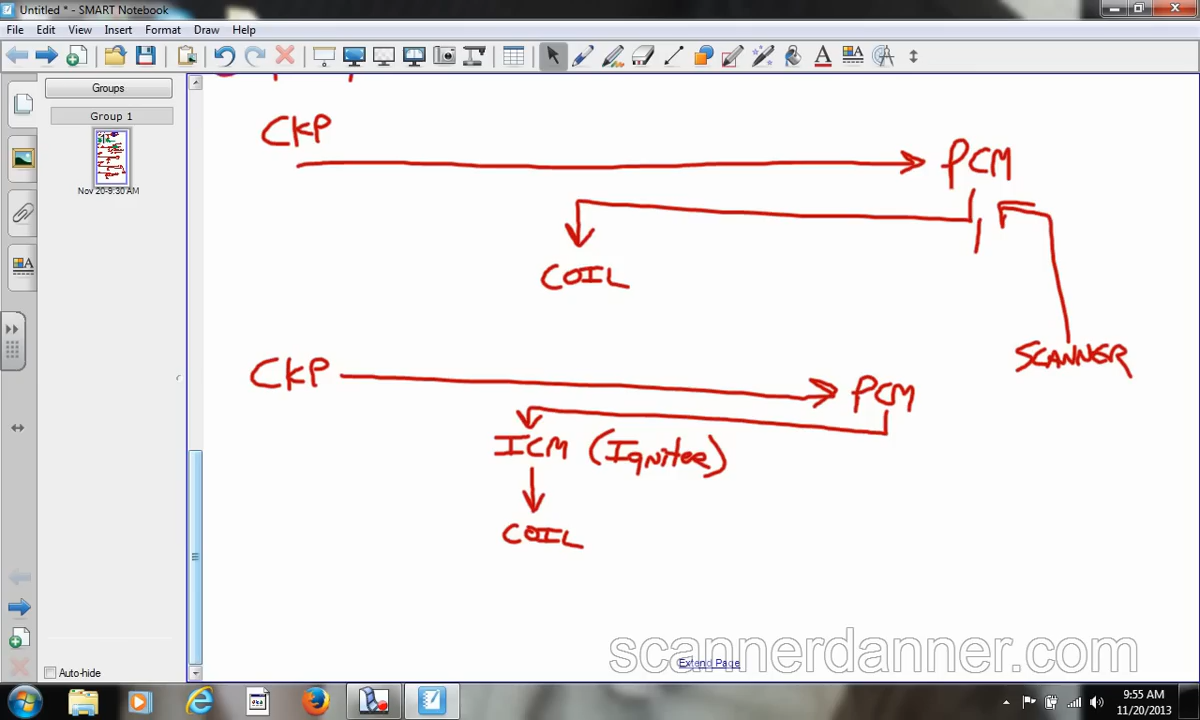 Untitled * - SMART Notebook
File Edit View Insert Format Draw Help
Groups
Group 1
Nov 20-9:30 AM
CKP
PCM
COIL
SCANNER
CKP
PCM
ICM (Igniter)
COIL
scannerdanner.com
Extend Page
Auto-hide
9:55 AM
11/20/2013